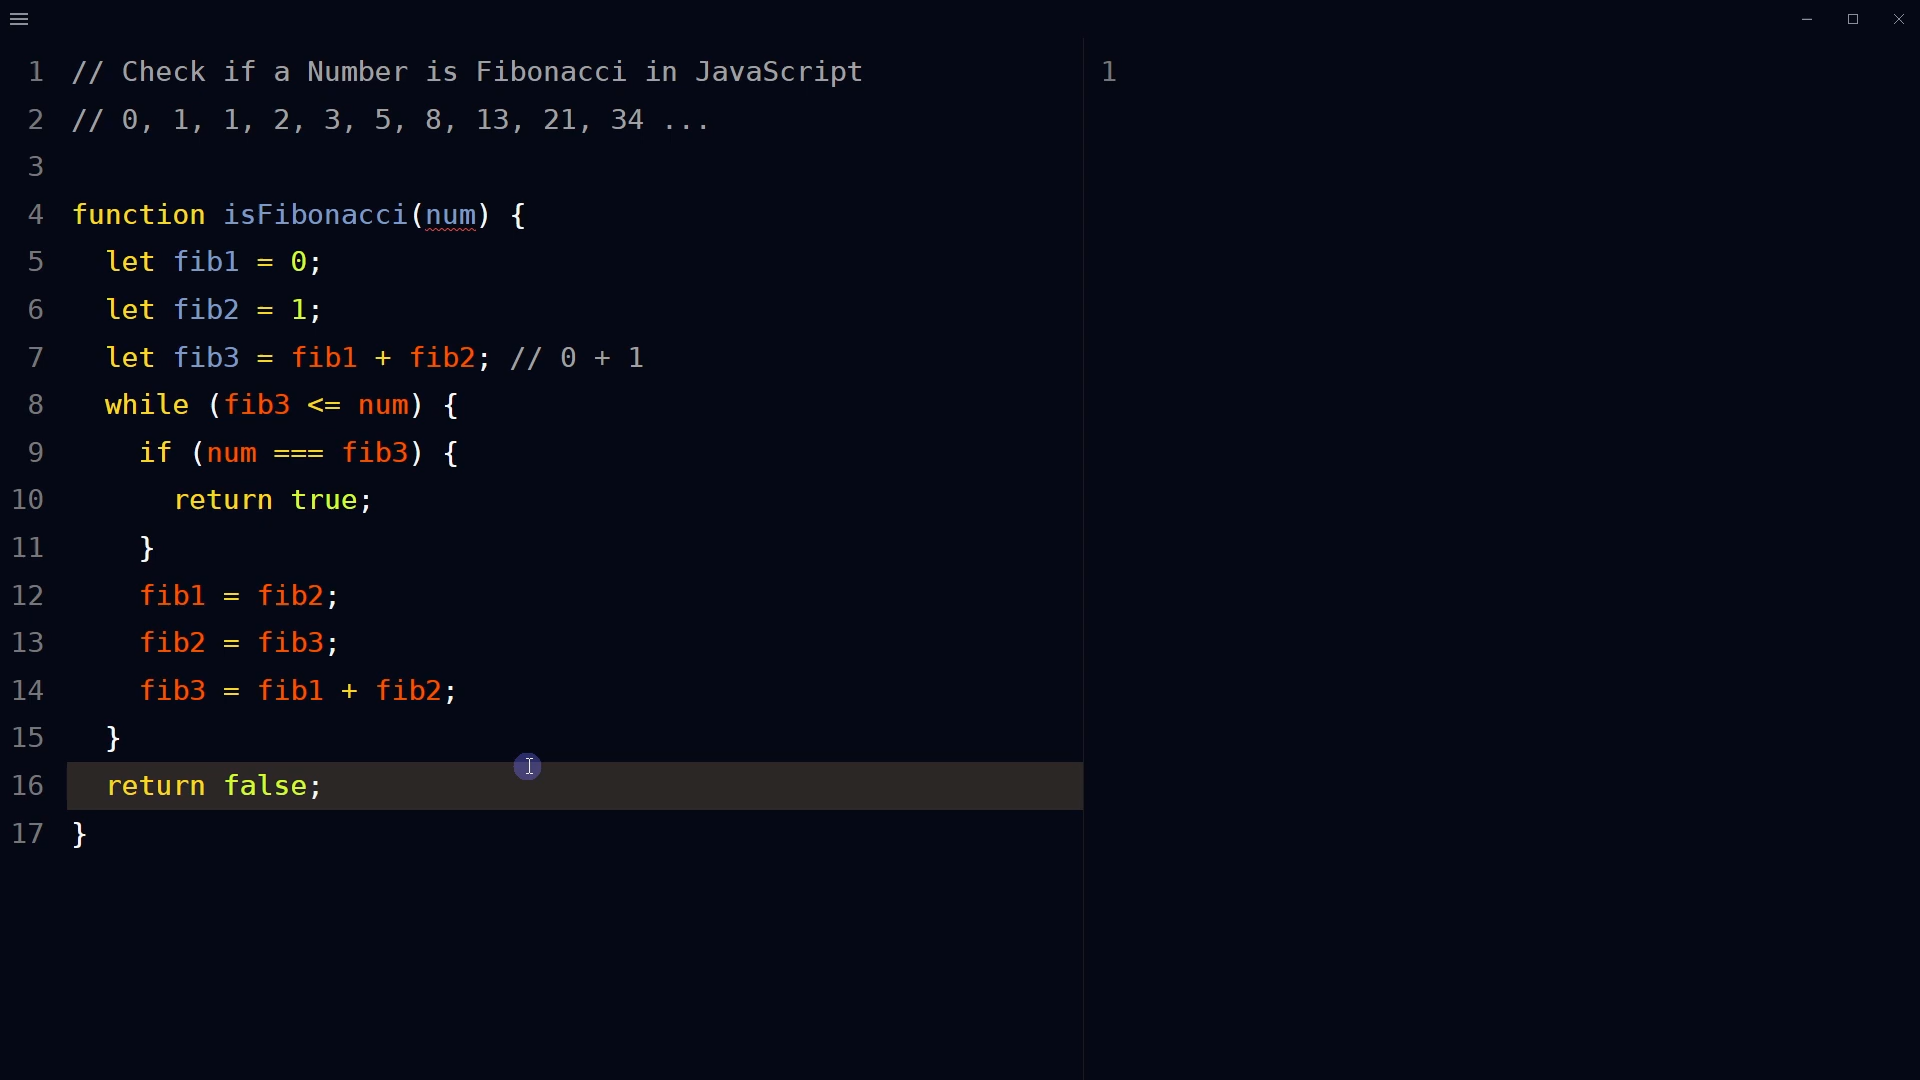 1 // Check if a Number is Fibonacci in JavaScript
2 // 0, 1, 1, 2, 3, 5, 8, 13, 21, 34 ...
3
4 function isFibonacci(num) {
5   let fib1 = 0;
6   let fib2 = 1;
7   let fib3 = fib1 + fib2; // 0 + 1
8   while (fib3 <= num) {
9     if (num === fib3) {
10       return true;
11     }
12     fib1 = fib2;
13     fib2 = fib3;
14     fib3 = fib1 + fib2;
15   }
16   return false;
17 }
1